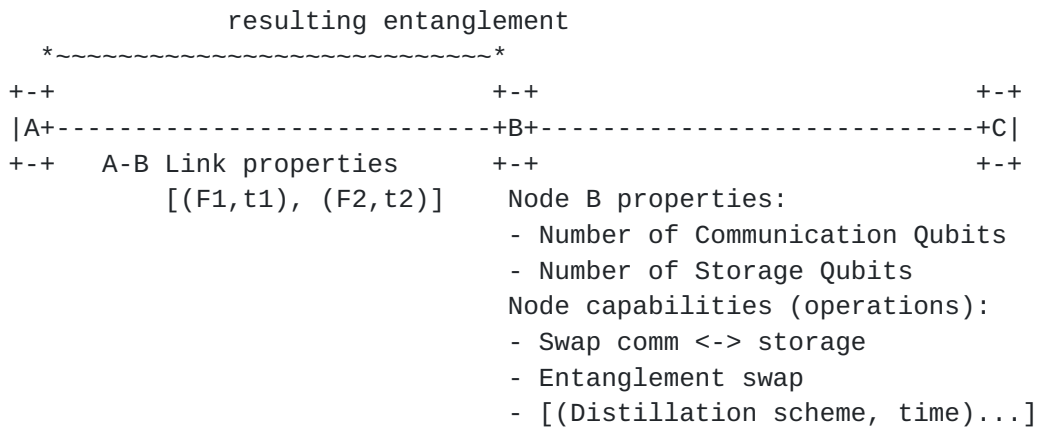 resulting entanglement
  *~~~~~~~~~~~~~~~~~~~~~~~~~~~~*
+-+                            +-+                            +-+
|A+----------------------------+B+----------------------------+C|
+-+   A-B Link properties      +-+                            +-+
          [(F1,t1), (F2,t2)]    Node B properties:
                                - Number of Communication Qubits
                                - Number of Storage Qubits
                                Node capabilities (operations):
                                - Swap comm <-> storage
                                - Entanglement swap
                                - [(Distillation scheme, time)...]